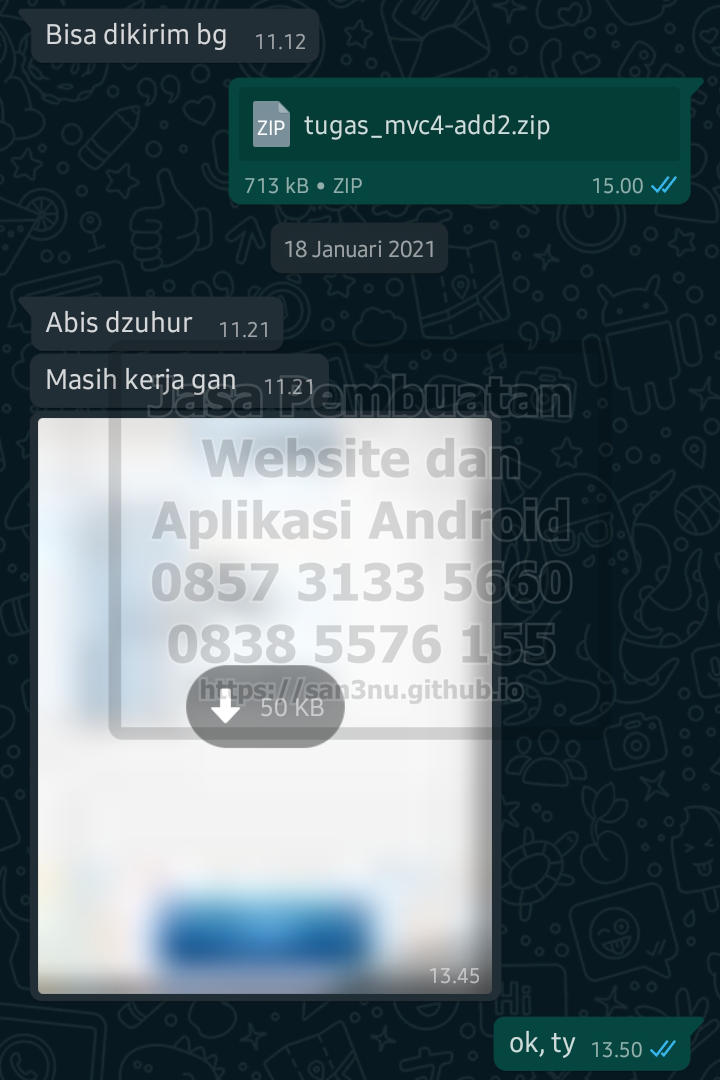 Bisa dikirim bg 11.12
ZIP tugas_mvc4-add2.zip
713 kB • ZIP 15.00
18 Januari 2021
Abis dzuhur 11.21
Masih kerja gan 11.21
Jasa Pembuatan
Website dan
Aplikasi Android
0857 3133 5660
0838 5576 155
https://san3nu.github.io
50 KB
13.45
Hi
ok, ty 13.50